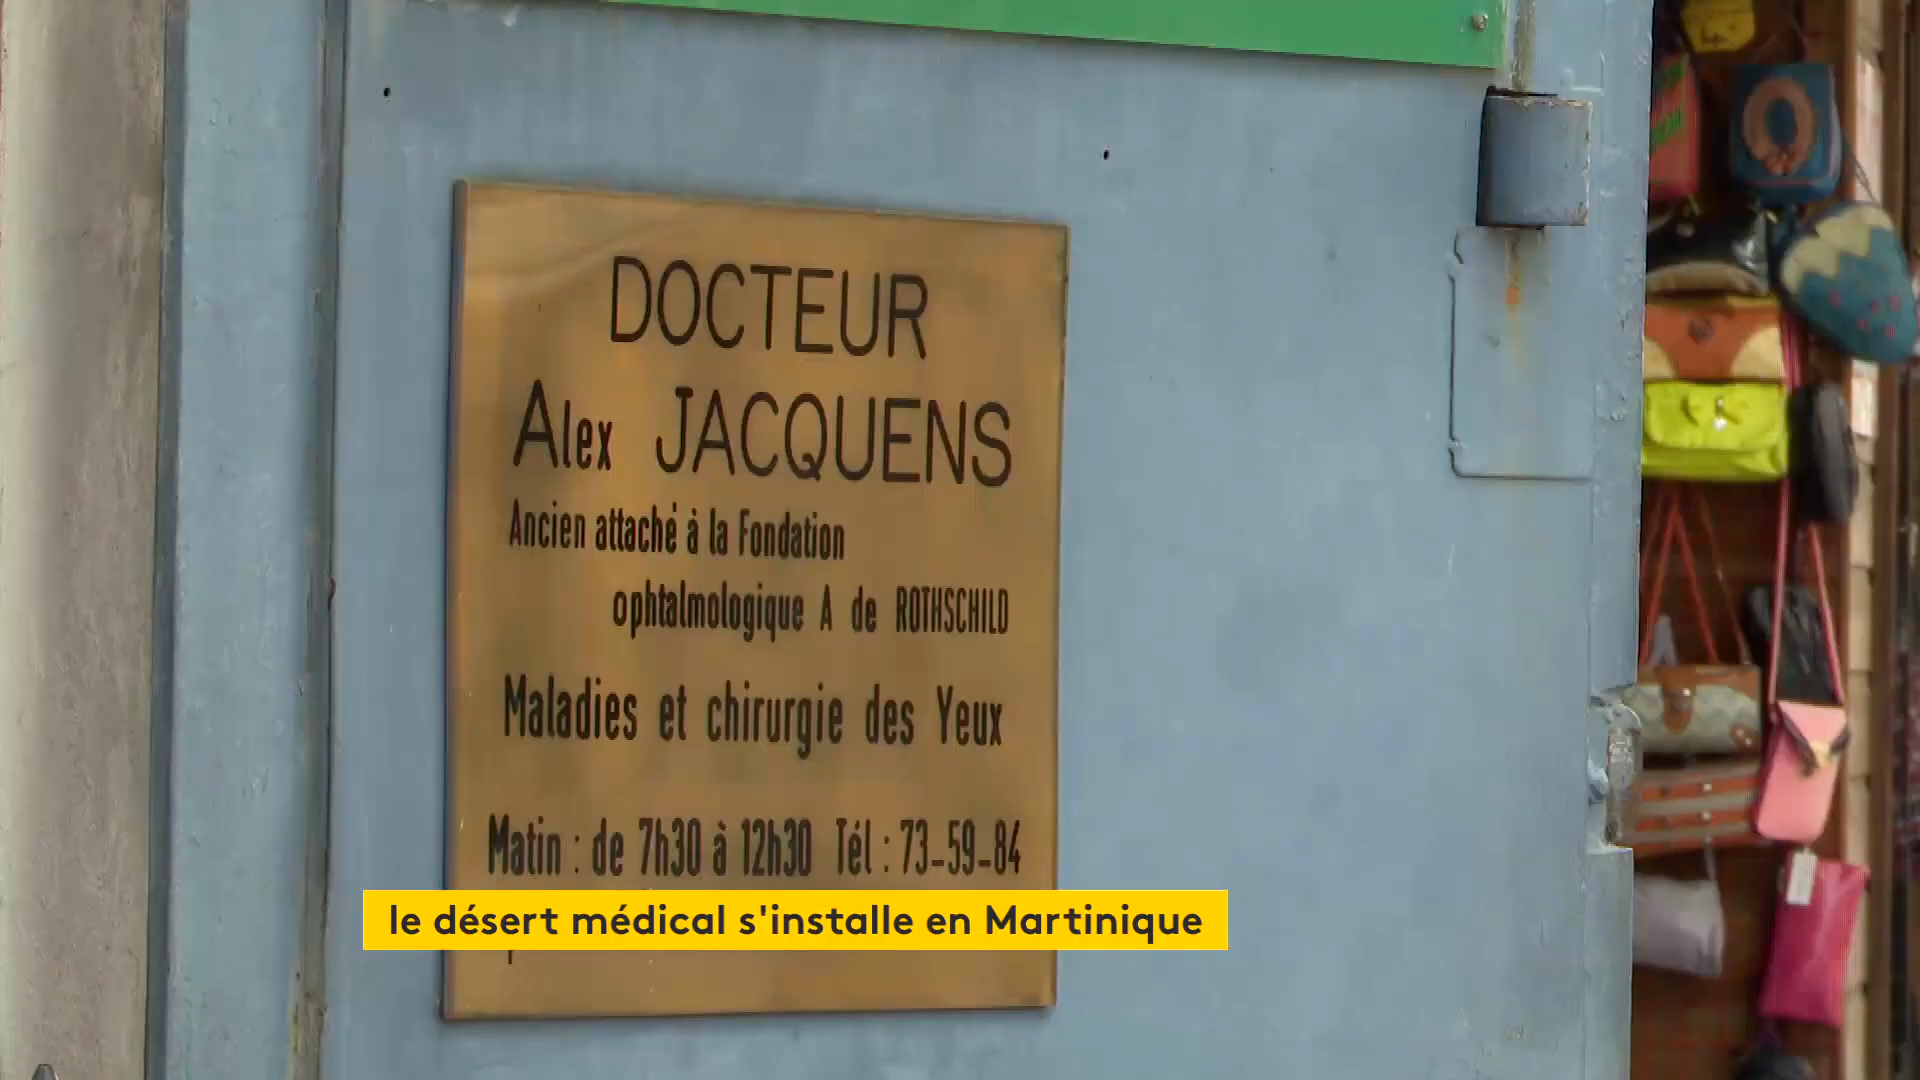 DOCTEUR
Alex JACQUENS
Ancien attaché à la Fondation
ophtalmologique A de ROTHSCHILD
Maladies et chirurgie des Yeux
Matin : de 7h30 à 12h30 Tél : 73-59-84
le désert médical s'installe en Martinique